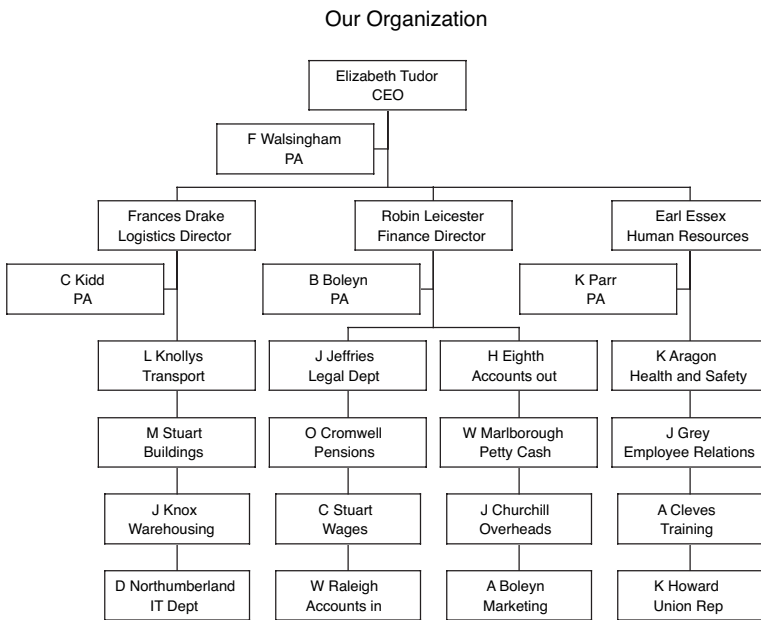 Our Organization
Elizabeth Tudor
CEO
F Walsingham
PA
Frances Drake
Logistics Director
Robin Leicester
Finance Director
Earl Essex
Human Resources
C Kidd
PA
B Boleyn
PA
K Parr
PA
L Knollys
Transport
J Jeffries
Legal Dept
H Eighth
Accounts out
K Aragon
Health and Safety
M Stuart
Buildings
O Cromwell
Pensions
W Marlborough
Petty Cash
J Grey
Employee Relations
J Knox
Warehousing
C Stuart
Wages
J Churchill
Overheads
A Cleves
Training
D Northumberland
IT Dept
W Raleigh
Accounts in
A Boleyn
Marketing
K Howard
Union Rep